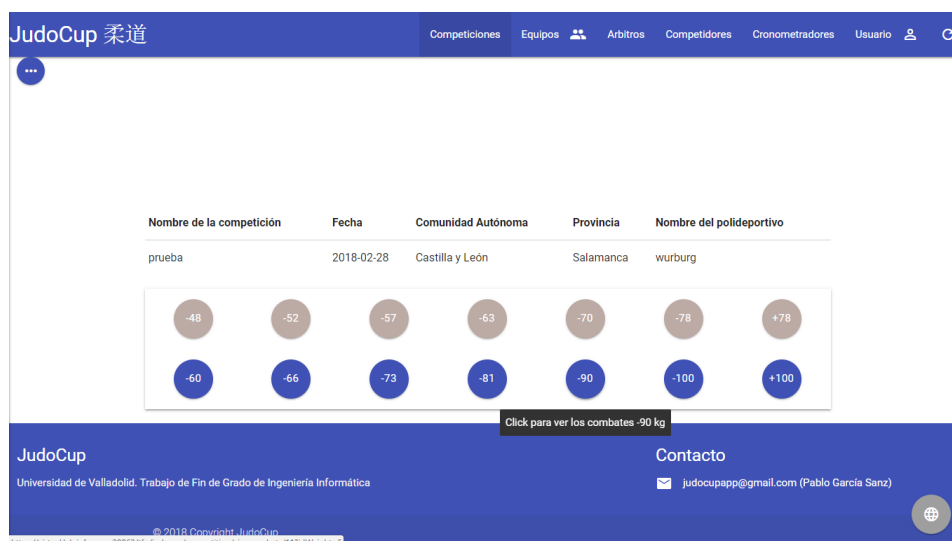 JudoCup 柔道
Competiciones Equipos Arbitros Competidores Cronometradores Usuario
Nombre de la competición Fecha Comunidad Autónoma Provincia Nombre del polideportivo
prueba 2018-02-28 Castilla y León Salamanca wurburg
-48 -52 -57 -63 -70 -78 +78
-60 -66 -73 -81 -90 -100 +100
Click para ver los combates -90 kg
JudoCup Contacto
Universidad de Valladolid. Trabajo de Fin de Grado de Ingeniería Informática judocupapp@gmail.com (Pablo García Sanz)
© 2018 Copyright JudoCup